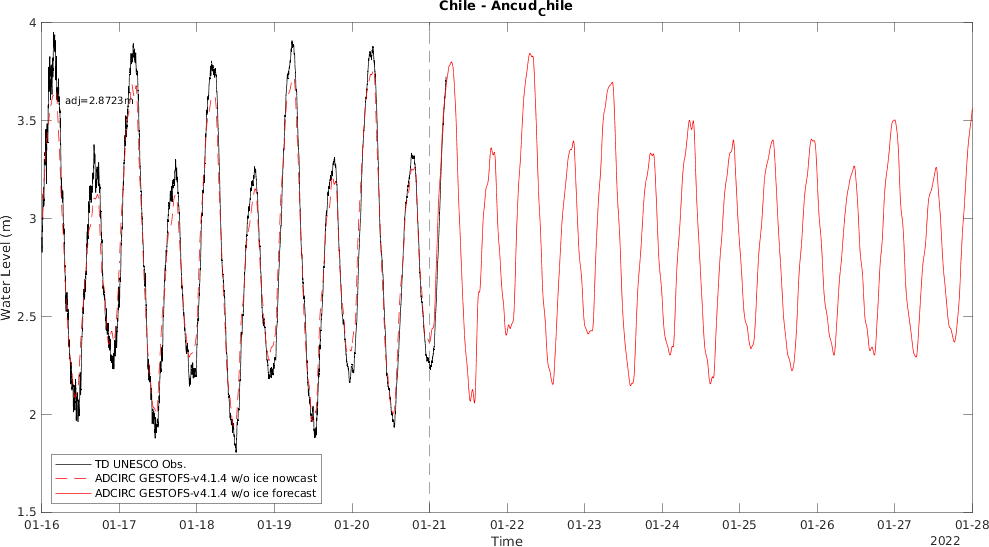 Chile - Ancud_Chile
4
3.5
3
2.5
2
1.5
Water Level (m)
adj=2.8723m
TD UNESCO Obs.
ADCIRC GESTOFS-v4.1.4 w/o ice nowcast
ADCIRC GESTOFS-v4.1.4 w/o ice forecast
01-16 01-17 01-18 01-19 01-20 01-21 01-22 01-23 01-24 01-25 01-26 01-27 01-28
Time
2022